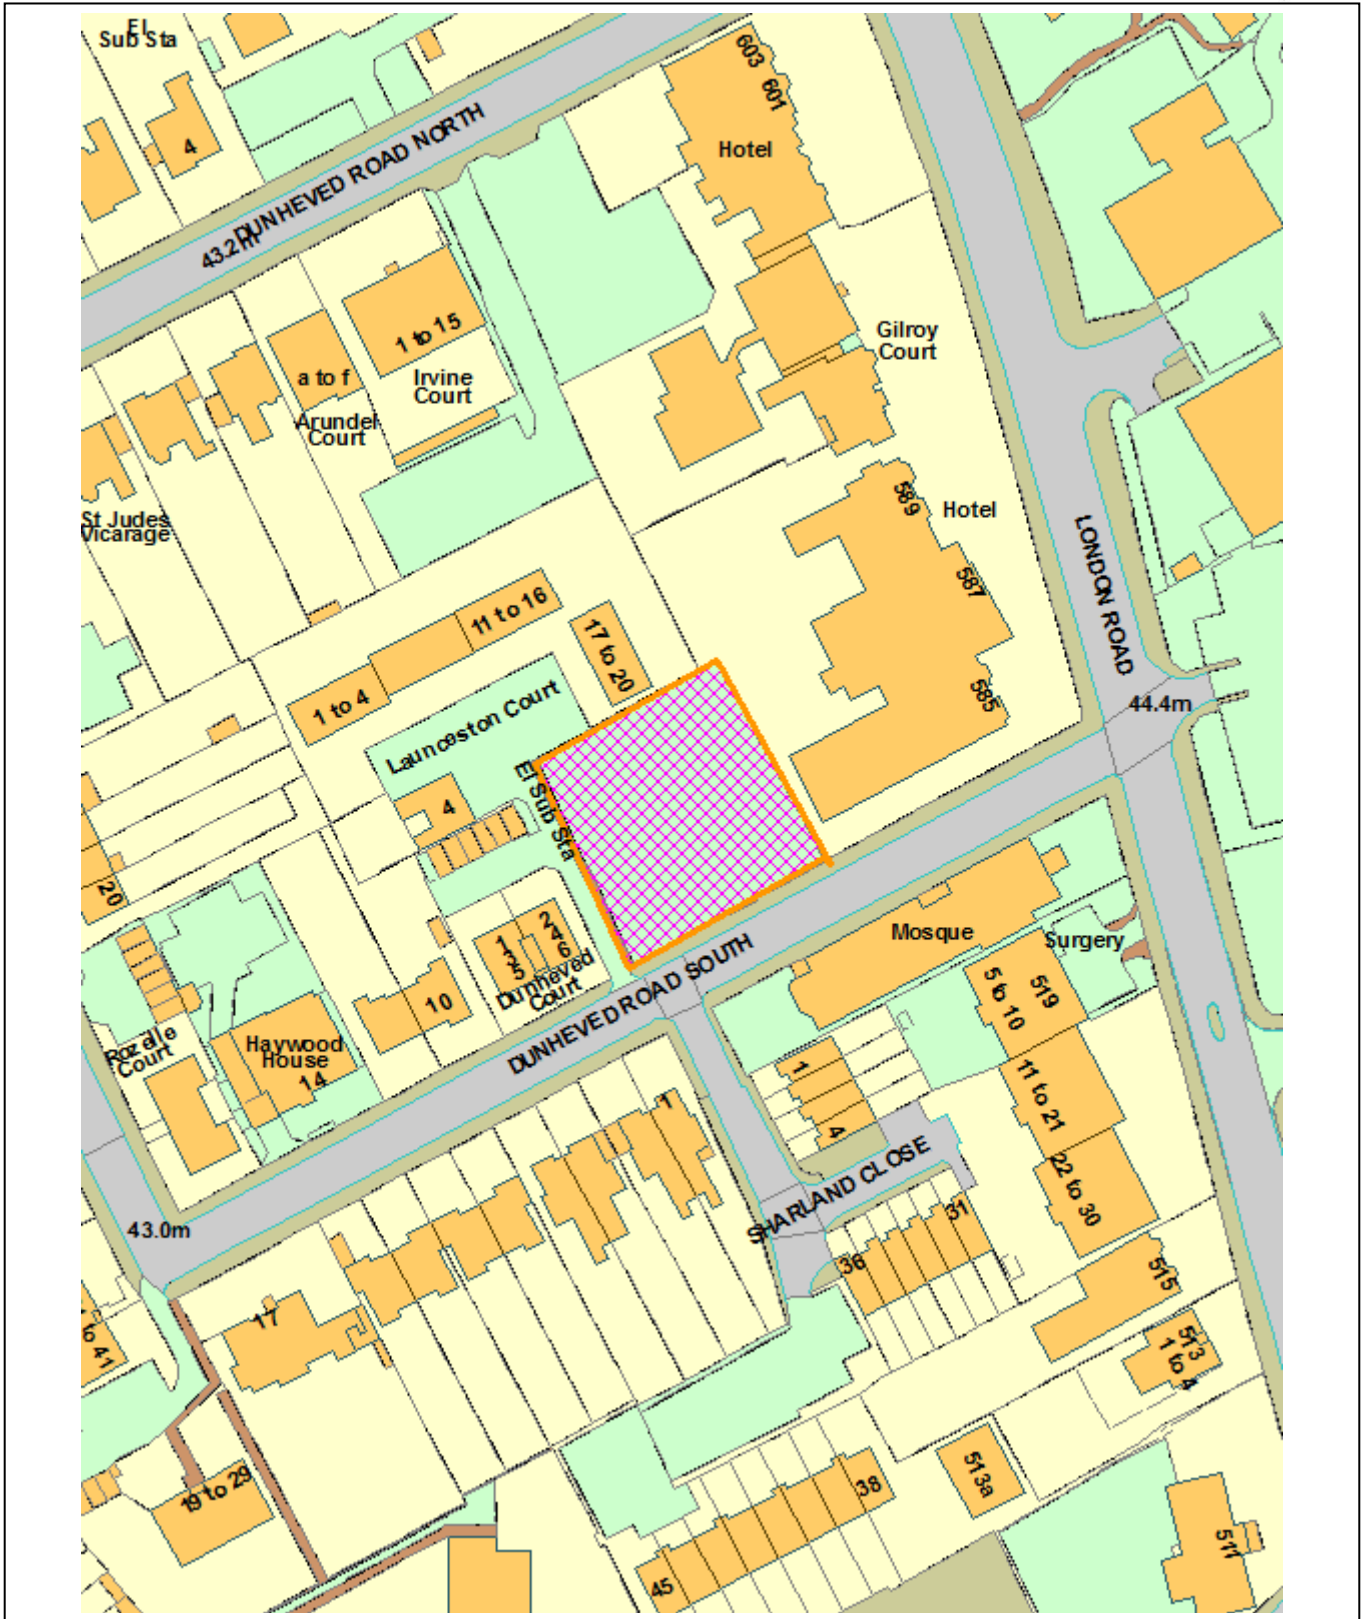 El
Sub Sta
603
601
4
Hotel
DUNHEVED ROAD NORTH
43.2m
1 to 15
Gilroy
Court
a to f
Irvine
Court
Arundel
Court
589
Hotel
St Judes
Vicarage
LONDON ROAD
587
11 to 16
17 to 20
1 to 4
585
44.4m
Launceston Court
El Sub Sta
4
20
Mosque
Surgery
1
3
5
2
4
6
Dunheved
Court
10
DUNHEVED ROAD SOUTH
5 to 10
519
Rozelle
Court
Haywood
House
14
1
4
11 to 21
1
SHARLAND CLOSE
22 to 30
31
43.0m
36
515
17
513
1 to 4
to 41
38
513a
19 to 29
45
511